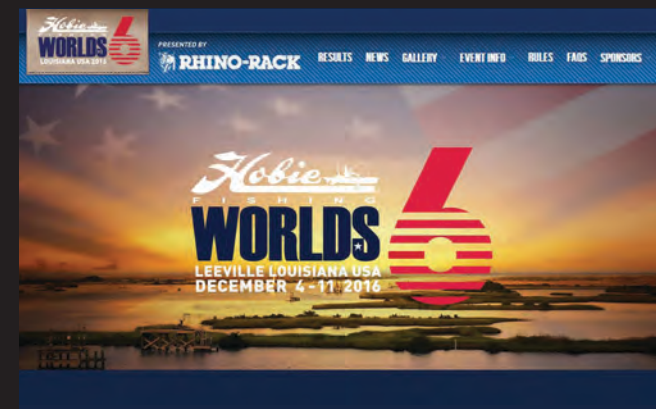 Hobie
WORLDS 6
LOUISIANA USA 2016
PRESENTED BY
RHINO-RACK
RESULTS NEWS GALLERY EVENT INFO RULES FAQS SPONSORS
Hobie
FISHING
WORLDS 6
LEEVILLE LOUISIANA USA
DECEMBER 4-11 2016